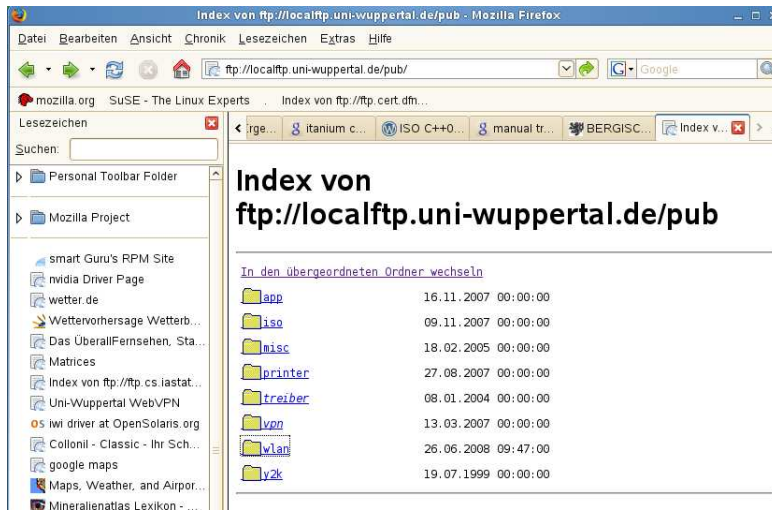 Index von ftp://localftp.uni-wuppertal.de/pub - Mozilla Firefox
Datei Bearbeiten Ansicht Chronik Lesezeichen Extras Hilfe
ftp://localftp.uni-wuppertal.de/pub/ G Google
mozilla.org SuSE - The Linux Experts . Index von ftp://ftp.cert.dfn...
Lesezeichen
Suchen:
Personal Toolbar Folder
Mozilla Project
smart Guru's RPM Site
nvidia Driver Page
wetter.de
Wettervorhersage Wetterb...
Das ÜberallFernsehen, Sta...
Matrices
Index von ftp://ftp.cs.iastat...
Uni-Wuppertal WebVPN
OS iwi driver at OpenSolaris.org
Collonil - Classic - Ihr Sch...
google maps
Maps, Weather, and Airpor...
Mineralienatlas Lexikon - ...
g itanium c... W ISO C++0... g manual tr... BERGISC... Index v...
Index von
ftp://localftp.uni-wuppertal.de/pub
In den übergeordneten Ordner wechseln
app 16.11.2007 00:00:00
iso 09.11.2007 00:00:00
misc 18.02.2005 00:00:00
printer 27.08.2007 00:00:00
treiber 08.01.2004 00:00:00
vpn 13.03.2007 00:00:00
wlan 26.06.2008 09:47:00
y2k 19.07.1999 00:00:00